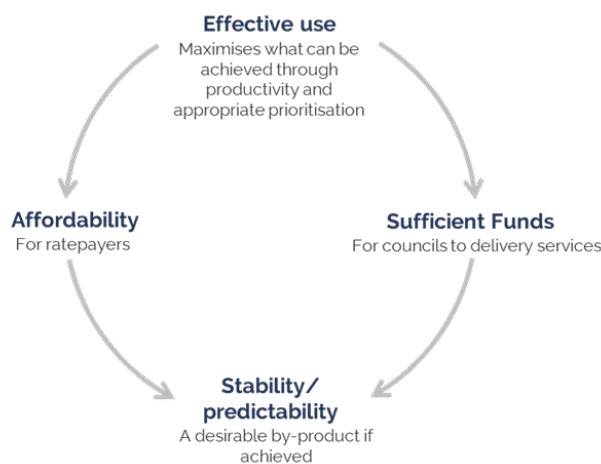 Effective use
Maximises what can be
achieved through
productivity and
appropriate prioritisation
Affordability
For ratepayers
Sufficient Funds
For councils to delivery services
Stability/
predictability
A desirable by-product if
achieved